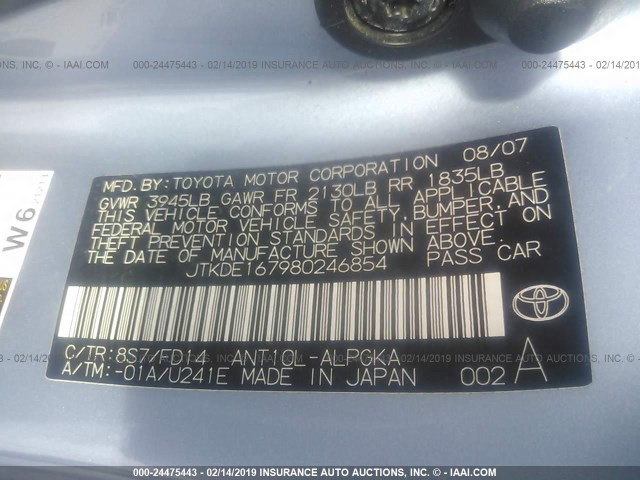 000-24475443 - 02/14/2019 INSURANCE AUTO AUCTIONS, INC. - IAAI.COM
MFD.BY:TOYOTA MOTOR CORPORATION 08/07
GVWR 3945LB GAWR FR 2130LB RR 1835LB
THIS VEHICLE CONFORMS TO ALL APPLICABLE
FEDERAL MOTOR VEHICLE SAFETY,BUMPER,AND
THEFT PREVENTION STANDARDS IN EFFECT ON
THE DATE OF MANUFACTURE SHOWN ABOVE.
JTKDE167980246854 PASS CAR
C/TR:8S7/FD14 ANT10L-ALPGKA
A/TM:-01A/U241E MADE IN JAPAN 002 A
W6
000-24475443 - 02/14/2019 INSURANCE AUTO AUCTIONS, INC. - IAAI.COM
000-24475443 - 02/14/2019 INSURANCE AUTO AUCTIONS, INC. - IAAI.COM